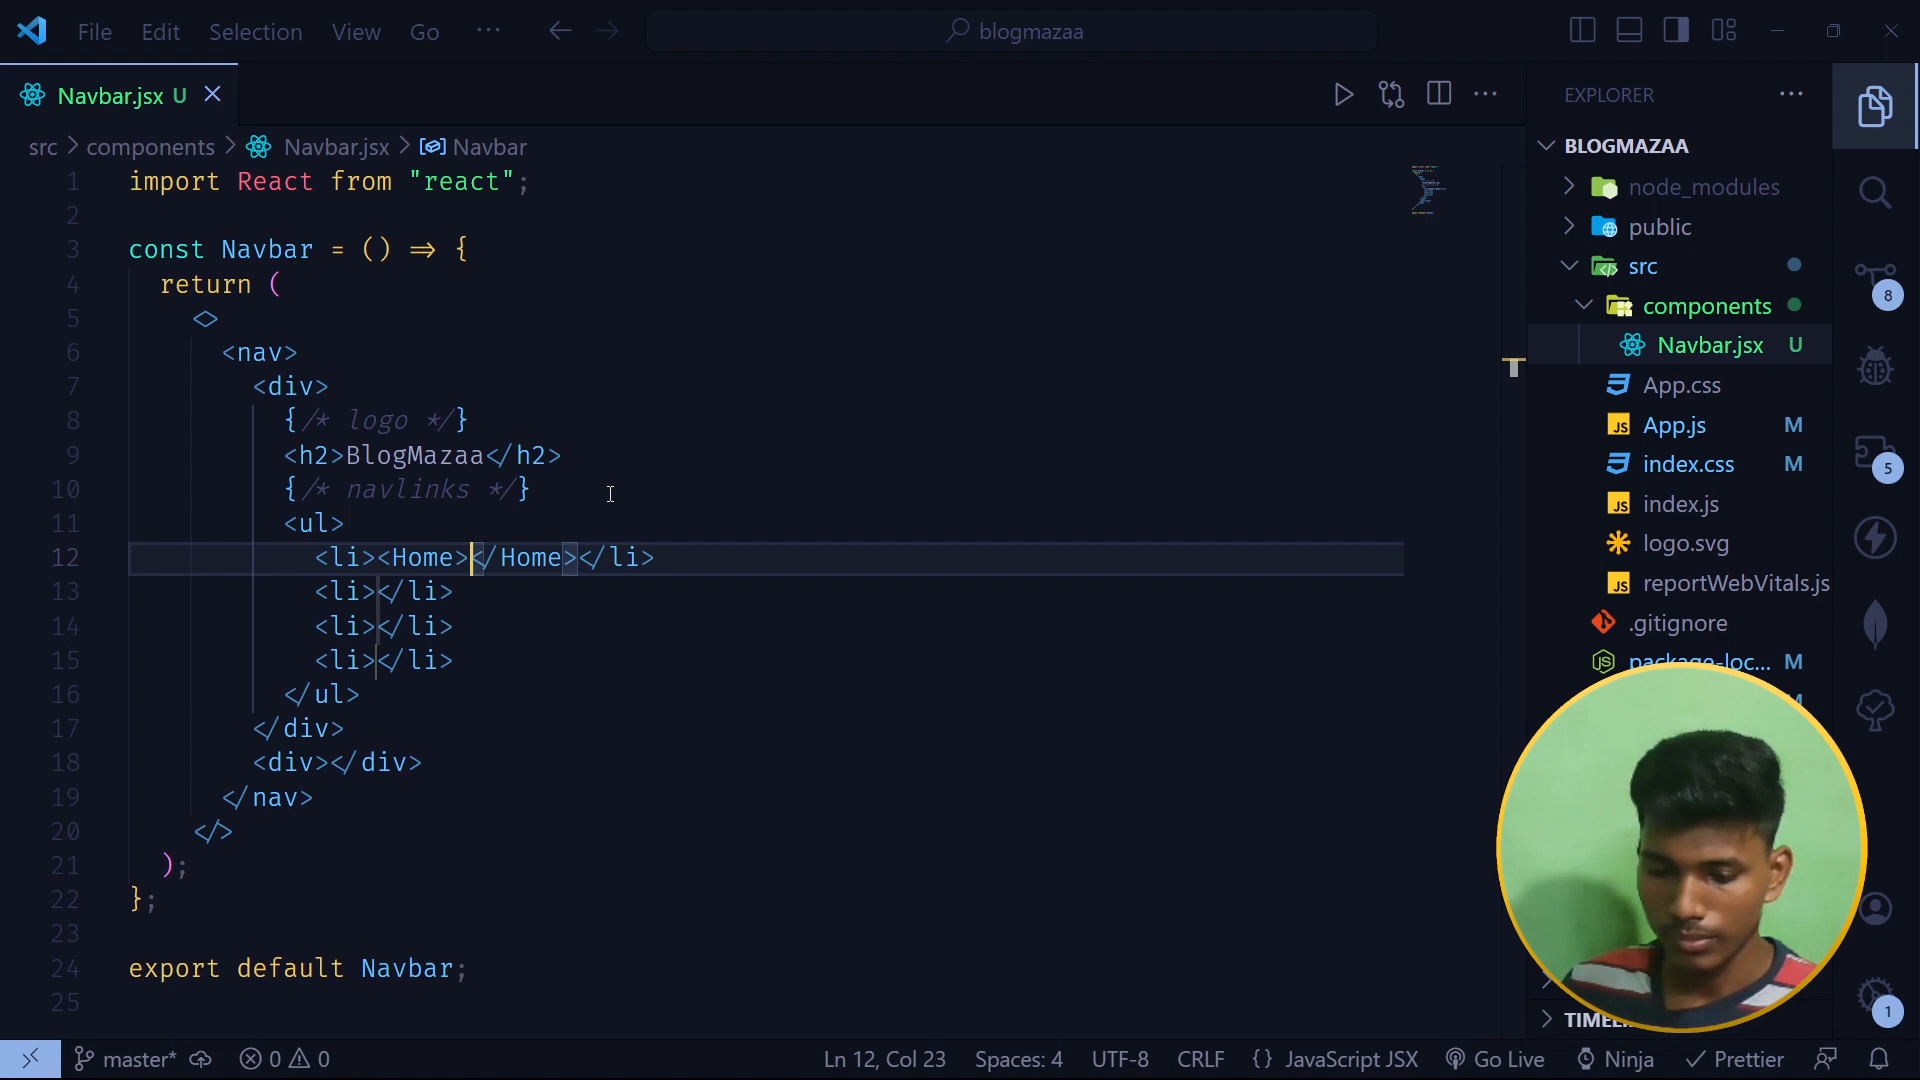 File Edit Selection View Go ··· blogmazaa
Navbar.jsx U
src > components > Navbar.jsx > Navbar
1 import React from "react";
2
3 const Navbar = () => {
4 return (
5 <>
6 <nav>
7 <div>
8 {/* logo */}
9 <h2>BlogMazaa</h2>
10 {/* navlinks */}
11 <ul>
12 <li><Home></Home></li>
13 <li></li>
14 <li></li>
15 <li></li>
16 </ul>
17 </div>
18 <div></div>
19 </nav>
20 </>
21 );
22 };
23
24 export default Navbar;
25
EXPLORER ···
BLOGMAZAA
node_modules
public
src
components
Navbar.jsx U
App.css
App.js M
index.css M
index.js
logo.svg
reportWebVitals.js
.gitignore
package-loc... M
8
5
1
master* 0 0 Ln 12, Col 23 Spaces: 4 UTF-8 CRLF {} JavaScript JSX Go Live Ninja Prettier